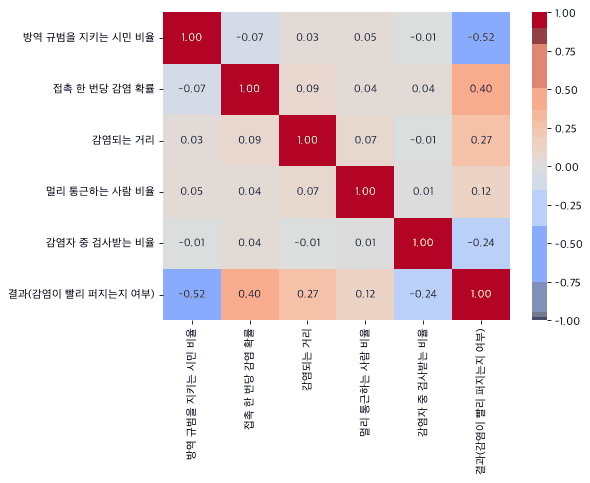 방역 규범을 지키는 시민 비율
1.00 -0.07 0.03 0.05 -0.01 -0.52
접촉 한 번당 감염 확률
-0.07 1.00 0.09 0.04 0.04 0.40
감염되는 거리
0.03 0.09 1.00 0.07 -0.01 0.27
멀리 통근하는 사람 비율
0.05 0.04 0.07 1.00 0.01 0.12
감염자 중 검사받는 비율
-0.01 0.04 -0.01 0.01 1.00 -0.24
결과(감염이 빨리 퍼지는지 여부)
-0.52 0.40 0.27 0.12 -0.24 1.00
방역 규범을 지키는 시민 비율
접촉 한 번당 감염 확률
감염되는 거리
멀리 통근하는 사람 비율
감염자 중 검사받는 비율
결과(감염이 빨리 퍼지는지 여부)
1.00
0.75
0.50
0.25
0.00
-0.25
-0.50
-0.75
-1.00